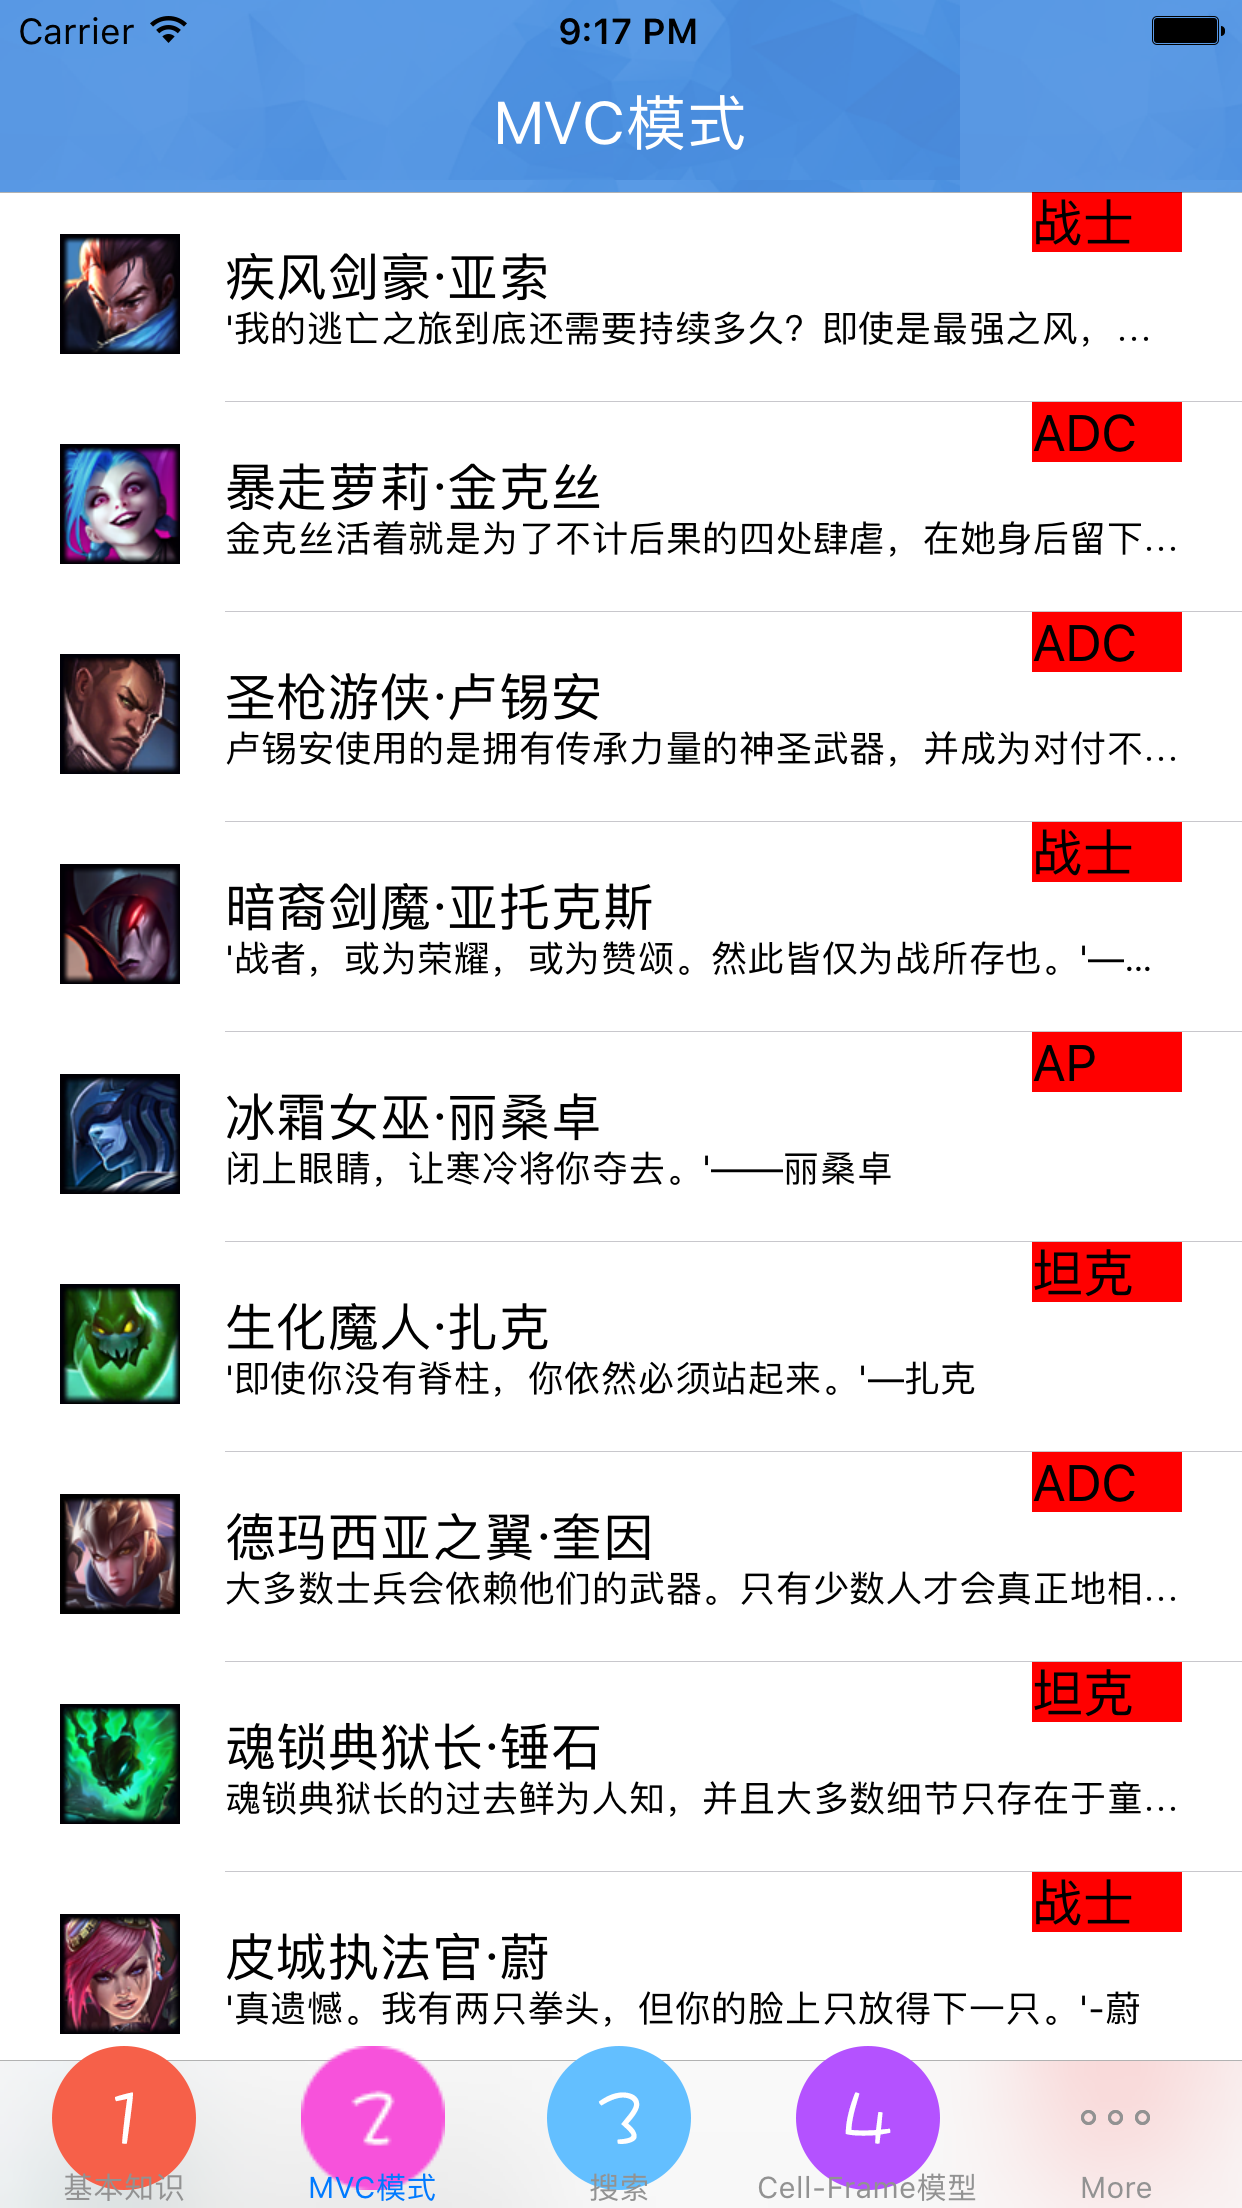 Carrier 9:17 PM
MVC模式
战士
疾风剑豪·亚索
'我的逃亡之旅到底还需要持续多久？即使是最强之风，…
ADC
暴走萝莉·金克丝
金克丝活着就是为了不计后果的四处肆虐，在她身后留下…
ADC
圣枪游侠·卢锡安
卢锡安使用的是拥有传承力量的神圣武器，并成为对付不…
战士
暗裔剑魔·亚托克斯
'战者，或为荣耀，或为赞颂。然此皆仅为战所存也。'—...
AP
冰霜女巫·丽桑卓
闭上眼睛，让寒冷将你夺去。'——丽桑卓
坦克
生化魔人·扎克
'即使你没有脊柱，你依然必须站起来。'—扎克
ADC
德玛西亚之翼·奎因
大多数士兵会依赖他们的武器。只有少数人才会真正地相…
坦克
魂锁典狱长·锤石
魂锁典狱长的过去鲜为人知，并且大多数细节只存在于童…
战士
皮城执法官·蔚
'真遗憾。我有两只拳头，但你的脸上只放得下一只。'-蔚
1 2 3 4
基本知识 MVC模式 搜索 Cell-Frame模型 More